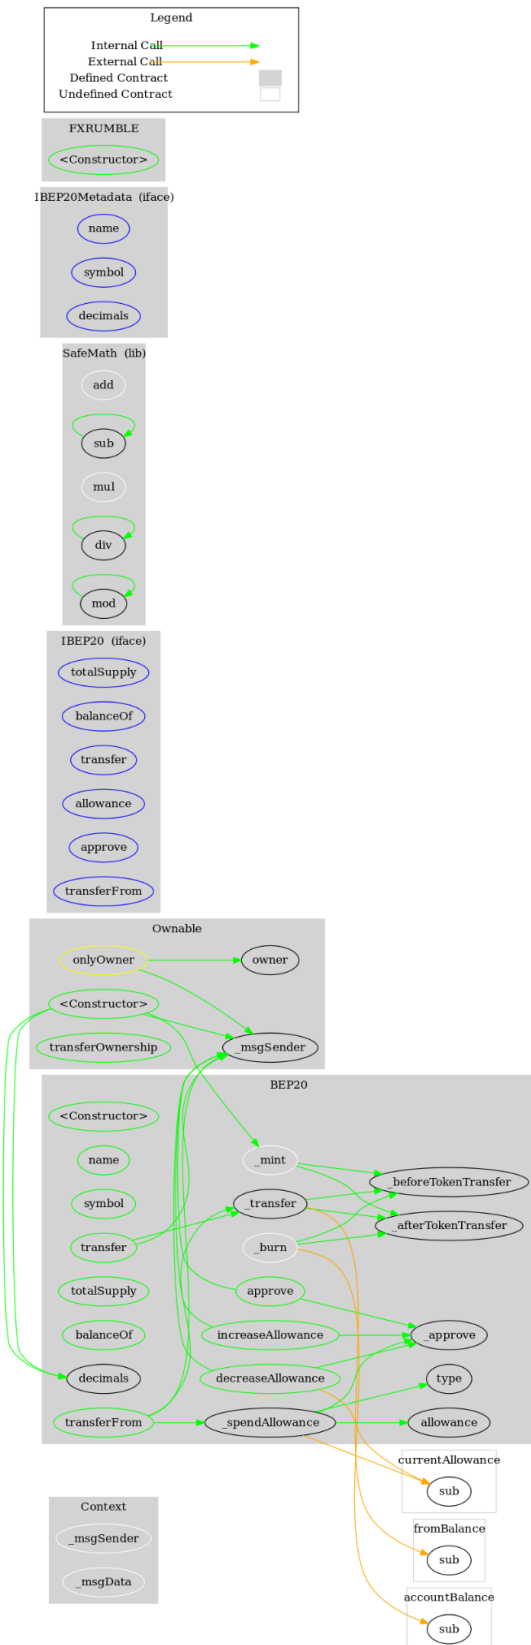 Legend
Internal Call
External Call
Defined Contract
Undefined Contract
FXRUMBLE
<Constructor>
IBEP20Metadata (iface)
name
symbol
decimals
SafeMath (lib)
add
sub
mul
div
mod
IBEP20 (iface)
totalSupply
balanceOf
transfer
allowance
approve
transferFrom
Ownable
onlyOwner
owner
<Constructor>
transferOwnership
_msgSender
BEP20
<Constructor>
name
_mint
_beforeTokenTransfer
symbol
_transfer
_afterTokenTransfer
transfer
_burn
totalSupply
approve
balanceOf
increaseAllowance
_approve
decimals
decreaseAllowance
type
transferFrom
_spendAllowance
allowance
currentAllowance
sub
Context
_msgSender
_msgData
fromBalance
sub
accountBalance
sub